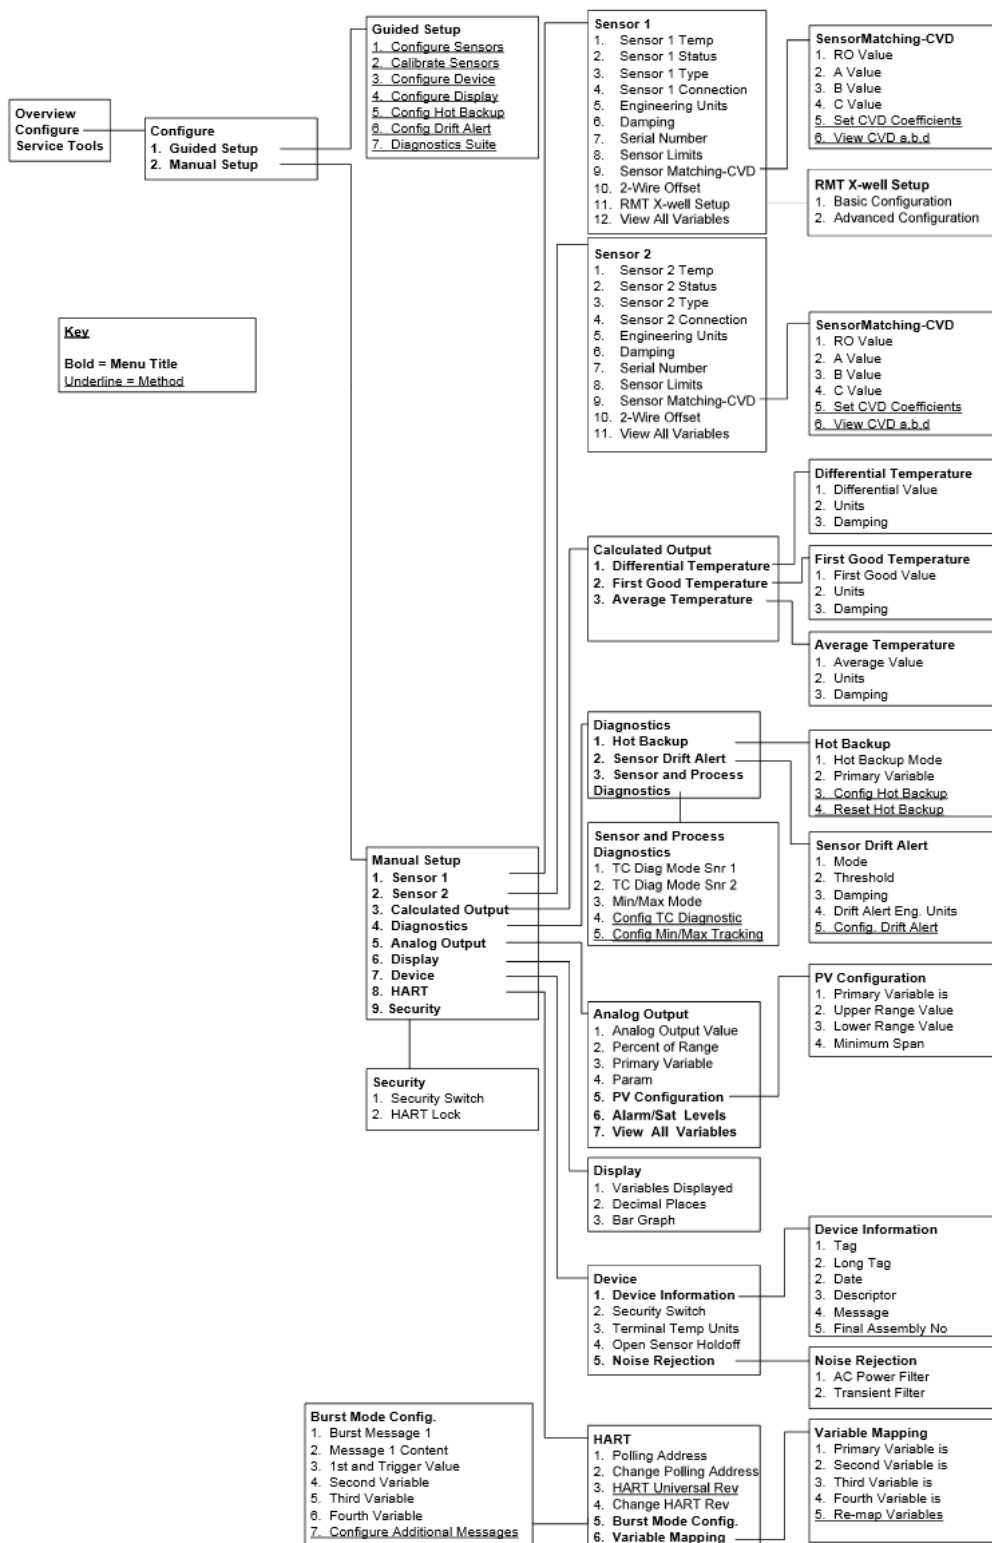 Overview
Configure
Service Tools
Configure
1. Guided Setup
2. Manual Setup
Guided Setup
1. Configure Sensors
2. Calibrate Sensors
3. Configure Device
4. Configure Display
5. Config Hot Backup
6. Config Drift Alert
7. Diagnostics Suite
Key
Bold = Menu Title
Underline = Method
Sensor 1
1. Sensor 1 Temp
2. Sensor 1 Status
3. Sensor 1 Type
4. Sensor 1 Connection
5. Engineering Units
6. Damping
7. Serial Number
8. Sensor Limits
9. Sensor Matching-CVD
10. 2-Wire Offset
11. RMT X-well Setup
12. View All Variables
SensorMatching-CVD
1. RO Value
2. A Value
3. B Value
4. C Value
5. Set CVD Coefficients
6. View CVD a,b,d
RMT X-well Setup
1. Basic Configuration
2. Advanced Configuration
Sensor 2
1. Sensor 2 Temp
2. Sensor 2 Status
3. Sensor 2 Type
4. Sensor 2 Connection
5. Engineering Units
6. Damping
7. Serial Number
8. Sensor Limits
9. Sensor Matching-CVD
10. 2-Wire Offset
11. View All Variables
SensorMatching-CVD
1. RO Value
2. A Value
3. B Value
4. C Value
5. Set CVD Coefficients
6. View CVD a,b,d
Calculated Output
1. Differential Temperature
2. First Good Temperature
3. Average Temperature
Differential Temperature
1. Differential Value
2. Units
3. Damping
First Good Temperature
1. First Good Value
2. Units
3. Damping
Average Temperature
1. Average Value
2. Units
3. Damping
Diagnostics
1. Hot Backup
2. Sensor Drift Alert
3. Sensor and Process
Diagnostics
Hot Backup
1. Hot Backup Mode
2. Primary Variable
3. Config Hot Backup
4. Reset Hot Backup
Sensor and Process
Diagnostics
1. TC Diag Mode Snr 1
2. TC Diag Mode Snr 2
3. Min/Max Mode
4. Config TC Diagnostic
5. Config Min/Max Tracking
Sensor Drift Alert
1. Mode
2. Threshold
3. Damping
4. Drift Alert Eng. Units
5. Config. Drift Alert
Manual Setup
1. Sensor 1
2. Sensor 2
3. Calculated Output
4. Diagnostics
5. Analog Output
6. Display
7. Device
8. HART
9. Security
Security
1. Security Switch
2. HART Lock
Analog Output
1. Analog Output Value
2. Percent of Range
3. Primary Variable
4. Param
5. PV Configuration
6. Alarm/Sat Levels
7. View All Variables
PV Configuration
1. Primary Variable is
2. Upper Range Value
3. Lower Range Value
4. Minimum Span
Display
1. Variables Displayed
2. Decimal Places
3. Bar Graph
Device
1. Device Information
2. Security Switch
3. Terminal Temp Units
4. Open Sensor Holdoff
5. Noise Rejection
Device Information
1. Tag
2. Long Tag
2. Date
3. Descriptor
4. Message
5. Final Assembly No
Noise Rejection
1. AC Power Filter
2. Transient Filter
Burst Mode Config.
1. Burst Message 1
2. Message 1 Content
3. 1st and Trigger Value
4. Second Variable
5. Third Variable
6. Fourth Variable
7. Configure Additional Messages
HART
1. Polling Address
2. Change Polling Address
3. HART Universal Rev
4. Change HART Rev
5. Burst Mode Config.
6. Variable Mapping
Variable Mapping
1. Primary Variable is
2. Second Variable is
3. Third Variable is
4. Fourth Variable is
5. Re-map Variables